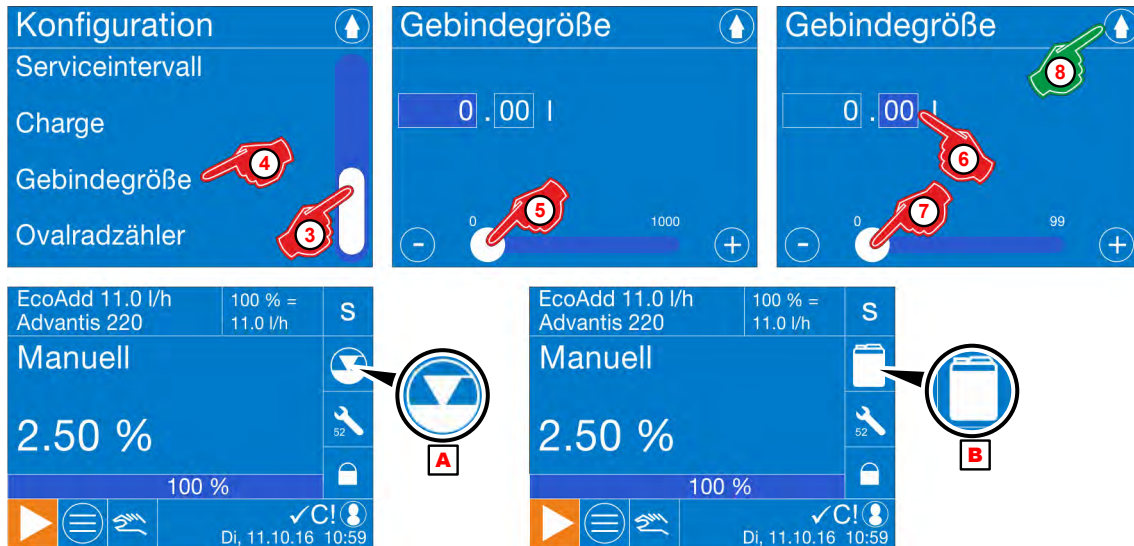 Konfiguration
Serviceintervall
Charge
Gebindegröße
Ovalradzähler
4
3
Gebindegröße
0 . 00 l
5
0 1000
- +
Gebindegröße
8
0 . 00 l
6
7
0 99
- +
EcoAdd 11.0 l/h
Advantis 220
100 % =
11.0 l/h
S
Manuell
2.50 %
52
100 %
✓C!
Di, 11.10.16 10:59
A
EcoAdd 11.0 l/h
Advantis 220
100 % =
11.0 l/h
S
Manuell
2.50 %
52
100 %
✓C!
Di, 11.10.16 10:59
B